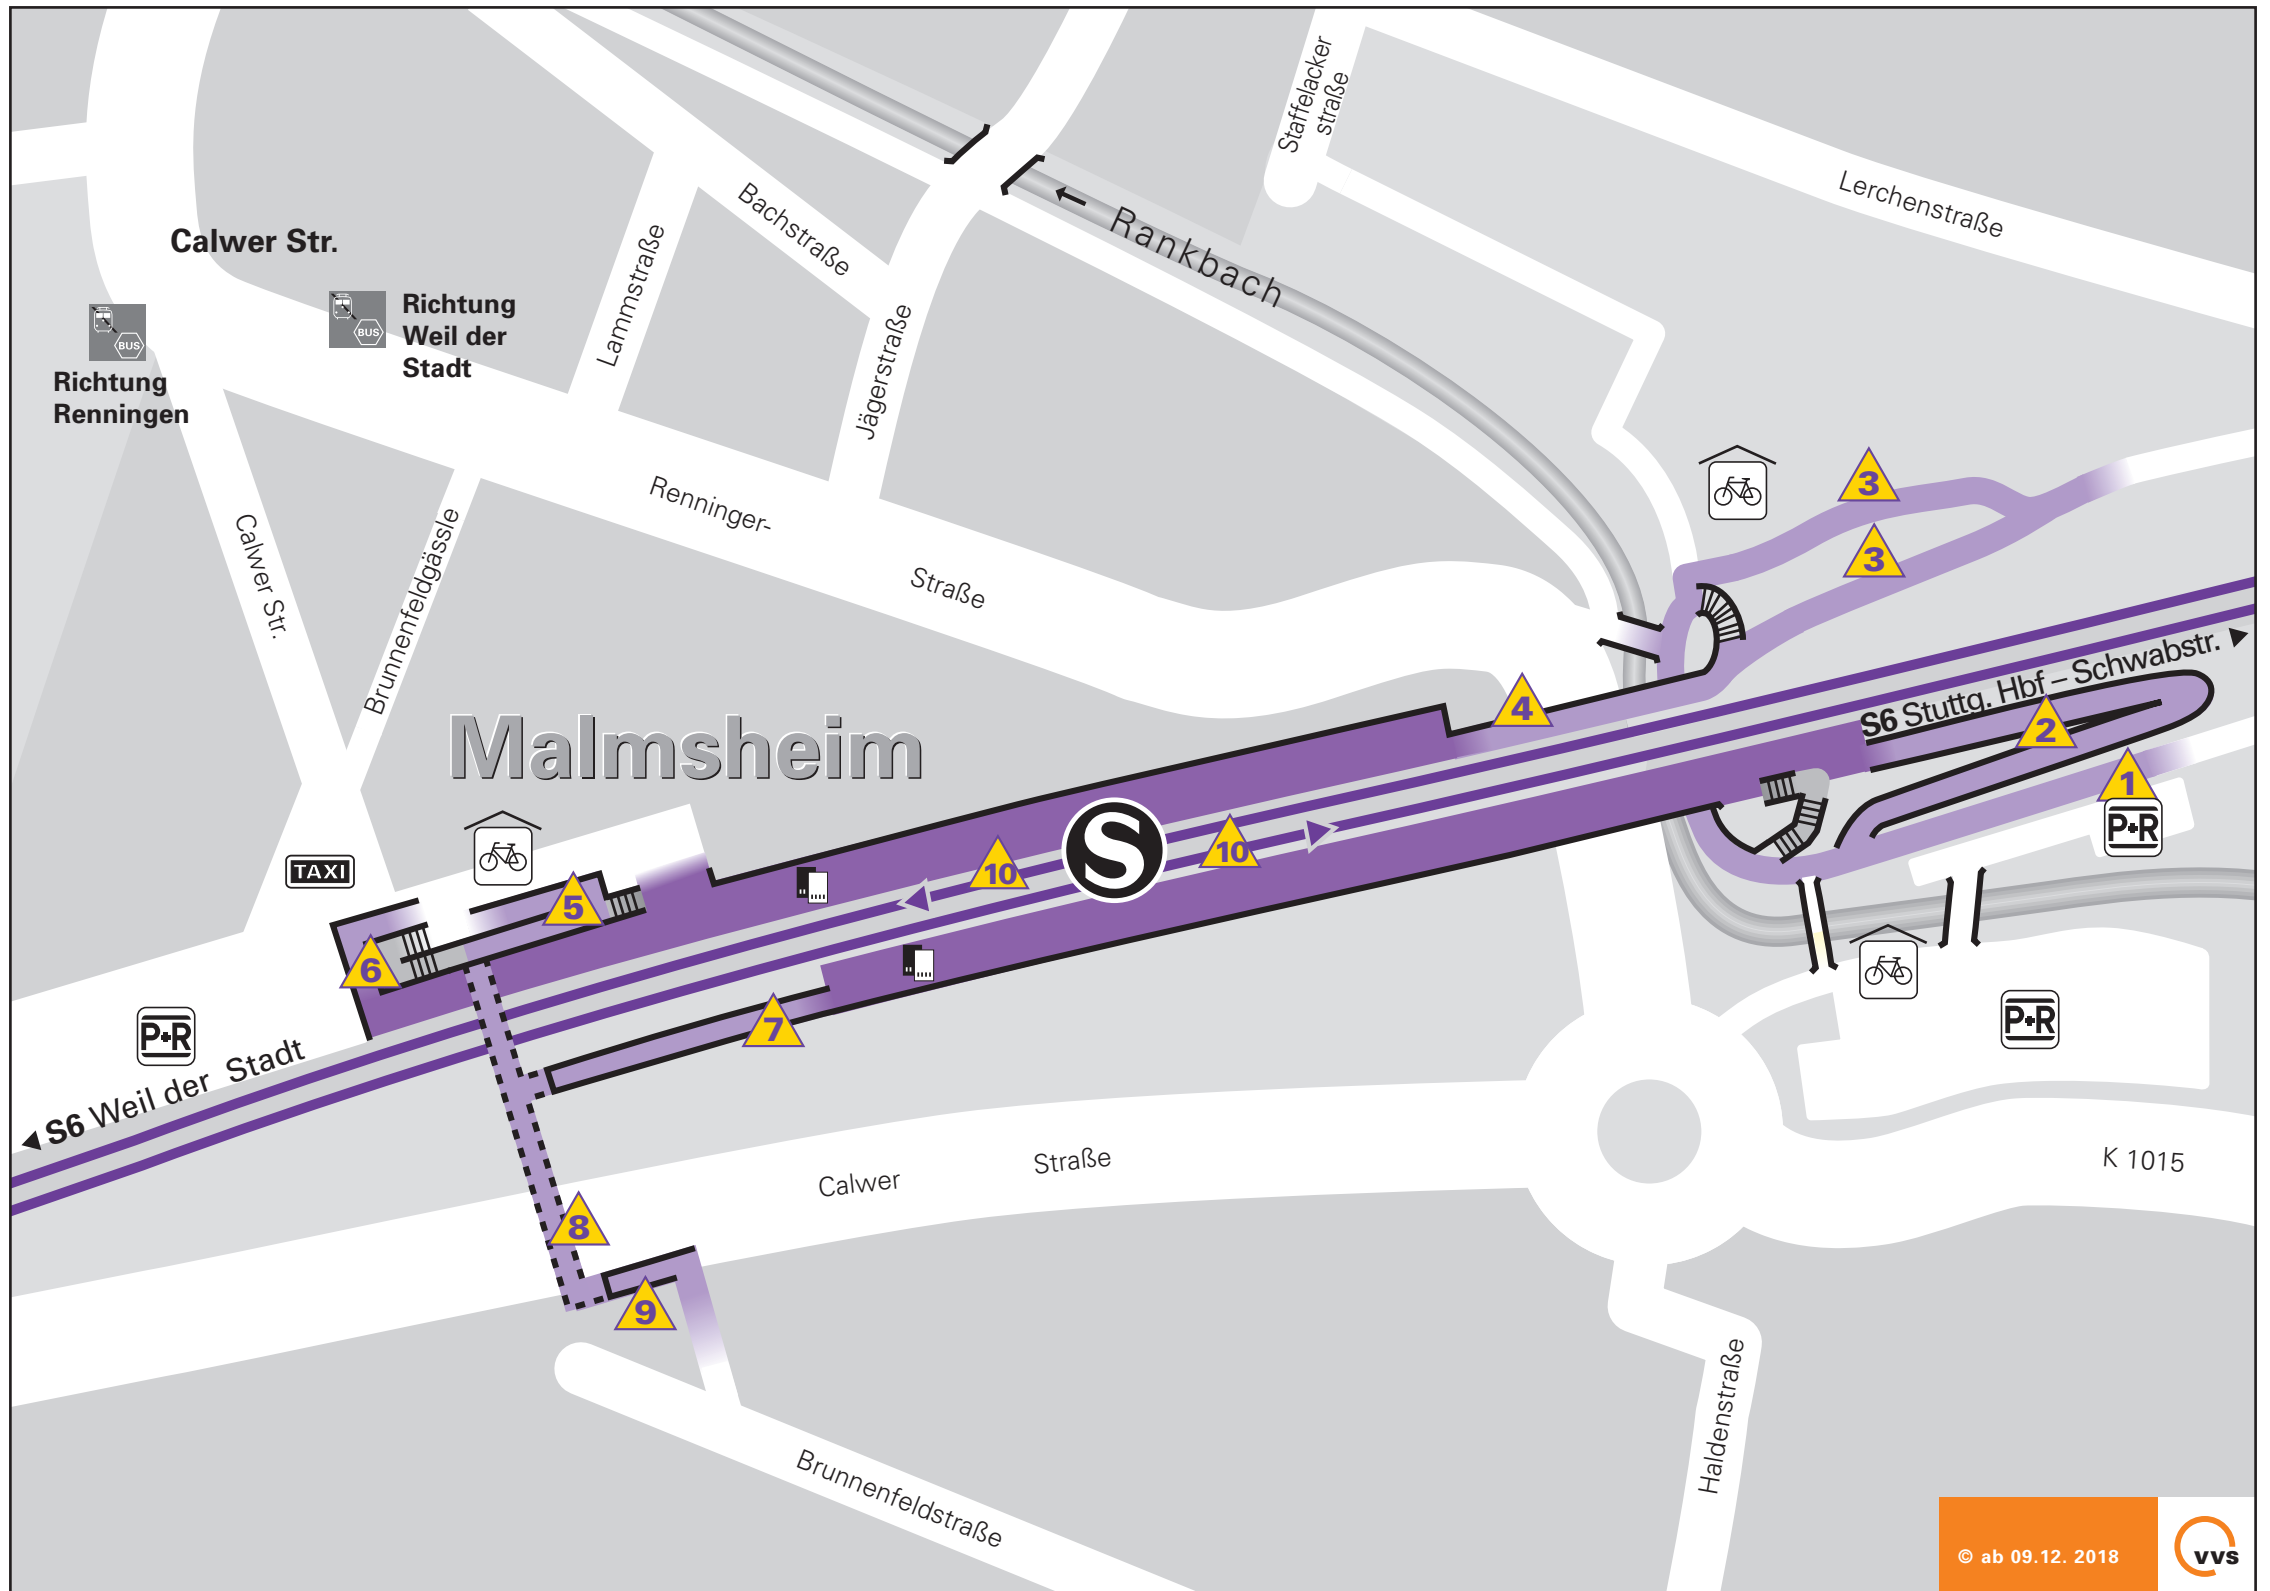 Staffelacker
straße
Lerchenstraße
Bachstraße
Rankbach
Calwer Str.
Lammstraße
Richtung
Weil der
Stadt
BUS
BUS
Richtung
Renningen
Jägerstraße
Renninger-
Straße
Calwer Str.
Brunnenfeldgässle
3
3
S6 Stuttg. Hbf – Schwabstr.
4
2
1
P+R
Malmsheim
S
10
10
TAXI
5
6
7
P+R
P+R
S6 Weil der Stadt
Calwer
Straße
K 1015
8
9
Haldenstraße
Brunnenfeldstraße
© ab 09.12. 2018
vvs